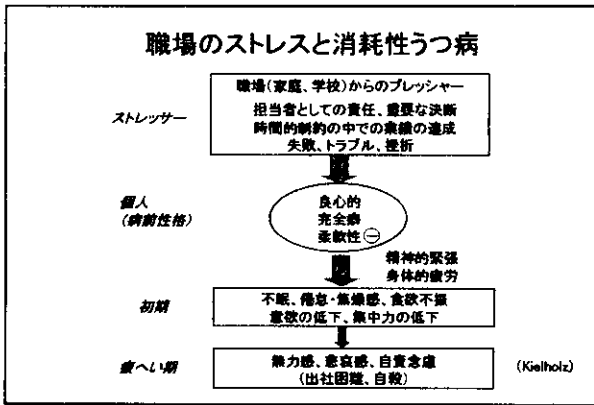 職場のストレスと消耗性うつ病
職場(家庭、学校)からのプレッシャー
ストレッサー
担当者としての責任、重要な決断
時間的制約の中での業績の達成
失敗、トラブル、挫折
個人
(病前性格)
良心的
完全癖
柔軟性㊀
精神的緊張
身体的疲労
初期
不眠、倦怠・焦燥感、食欲不振
意欲の低下、集中力の低下
疲へい期
無力感、悲哀感、自責念慮
(出社困難、自殺)
(Kielholz)